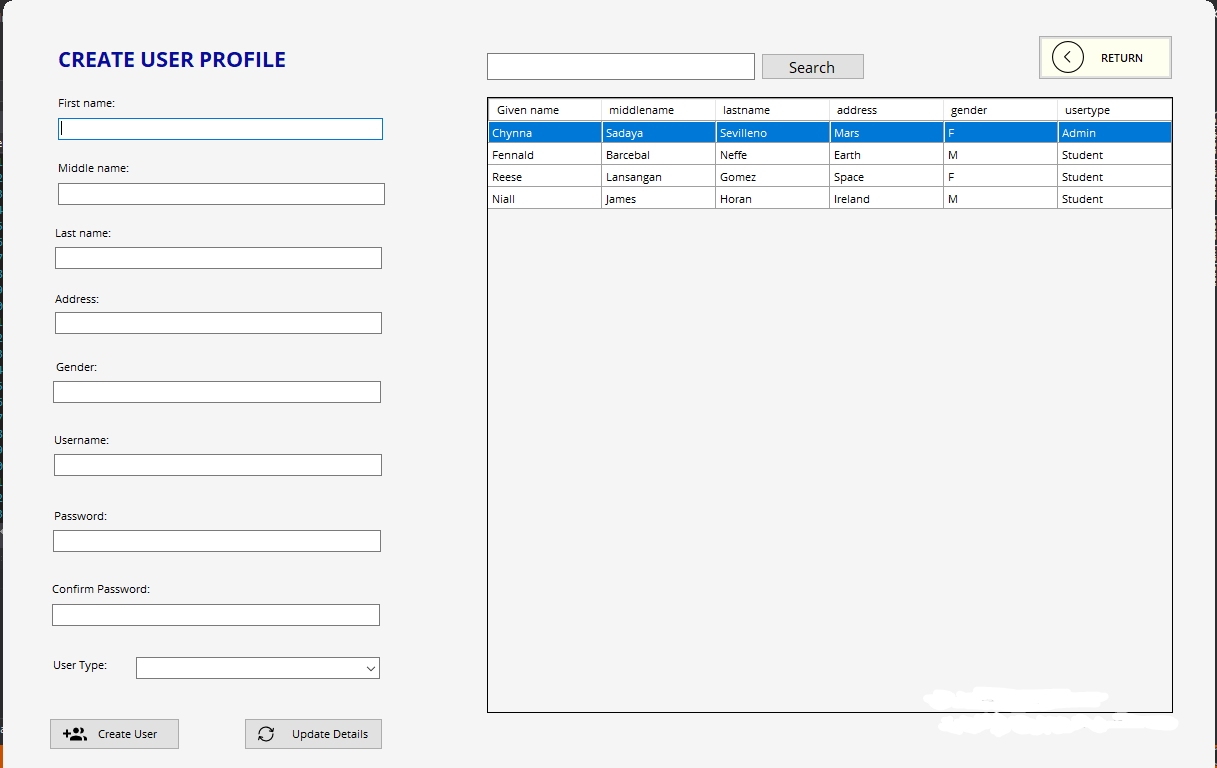 CREATE USER PROFILE
First name:
Middle name:
Last name:
Address:
Gender:
Username:
Password:
Confirm Password:
User Type:
Create User Update Details
Search
RETURN
Given name middlename lastname address gender usertype
Chynna Sadaya Sevilleno Mars F Admin
Fennald Barcebal Neffe Earth M Student
Reese Lansangan Gomez Space F Student
Niall James Horan Ireland M Student